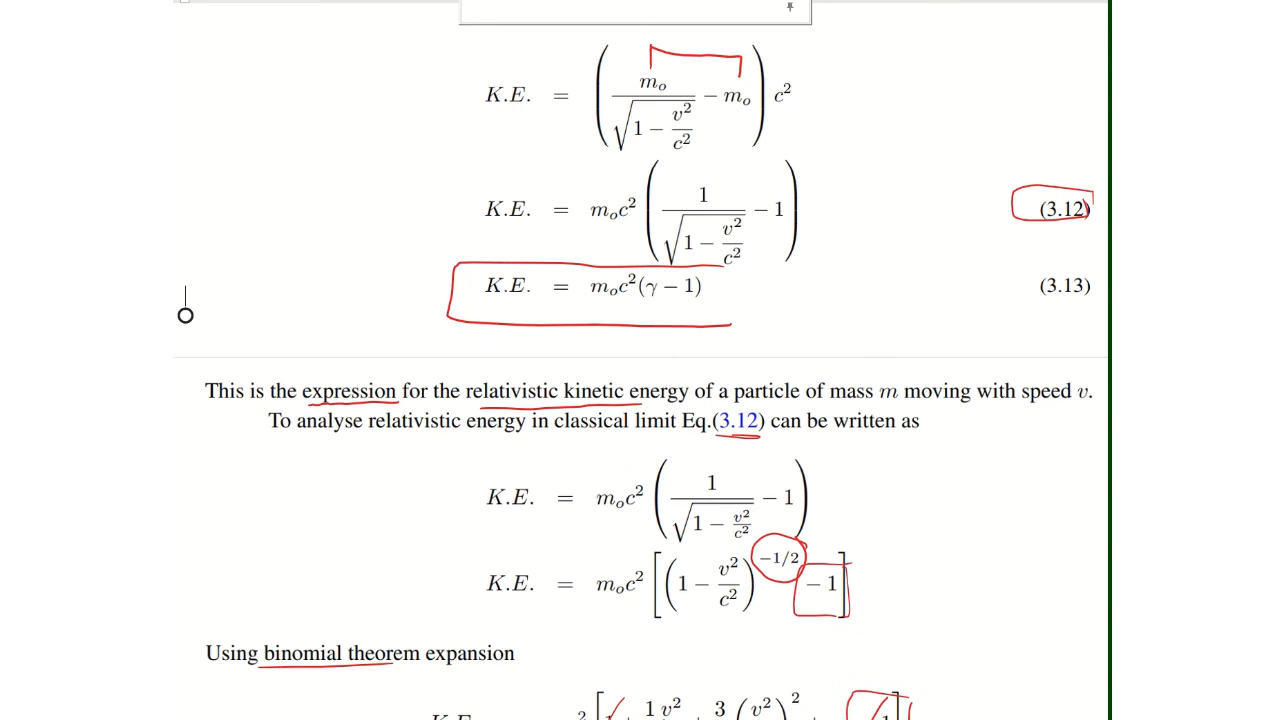 K.E. = ( m_o / √(1 − v²/c²) − m_o ) c²
K.E. = m_o c² ( 1 / √(1 − v²/c²) − 1 ) (3.12)
K.E. = m_o c² (γ − 1) (3.13)
This is the expression for the relativistic kinetic energy of a particle of mass m moving with speed v.
To analyse relativistic energy in classical limit Eq.(3.12) can be written as
K.E. = m_o c² ( 1 / √(1 − v²/c²) − 1 )
K.E. = m_o c² [ (1 − v²/c²)^{−1/2} − 1 ]
Using binomial theorem expansion